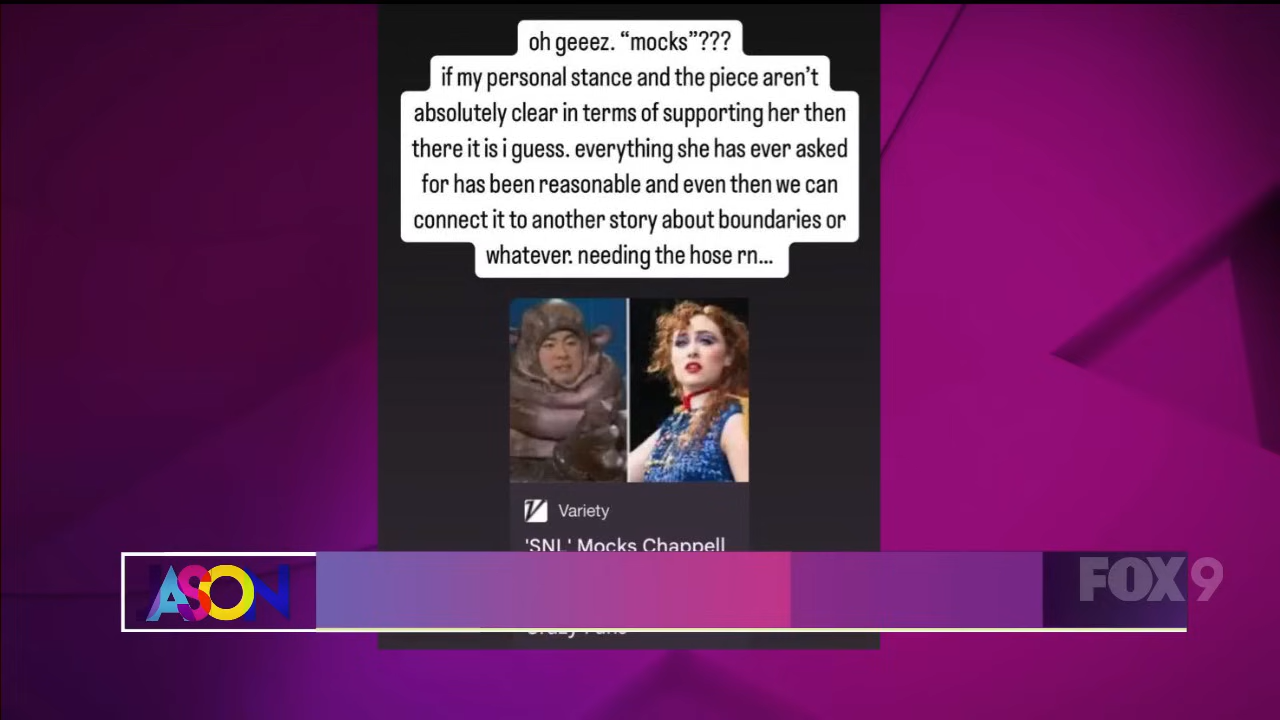 oh geeez. “mocks”???
if my personal stance and the piece aren’t
absolutely clear in terms of supporting her then
there it is i guess. everything she has ever asked
for has been reasonable and even then we can
connect it to another story about boundaries or
whatever. needing the hose rn...
Variety
'SNL' Mocks Chappell
JASON
FOX 9